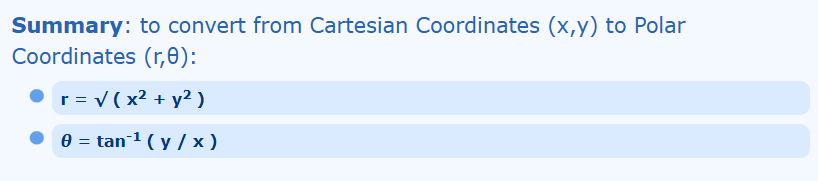 Summary: to convert from Cartesian Coordinates (x,y) to Polar
Coordinates (r,θ):
r = √ ( x² + y² )
θ = tan⁻¹ ( y / x )